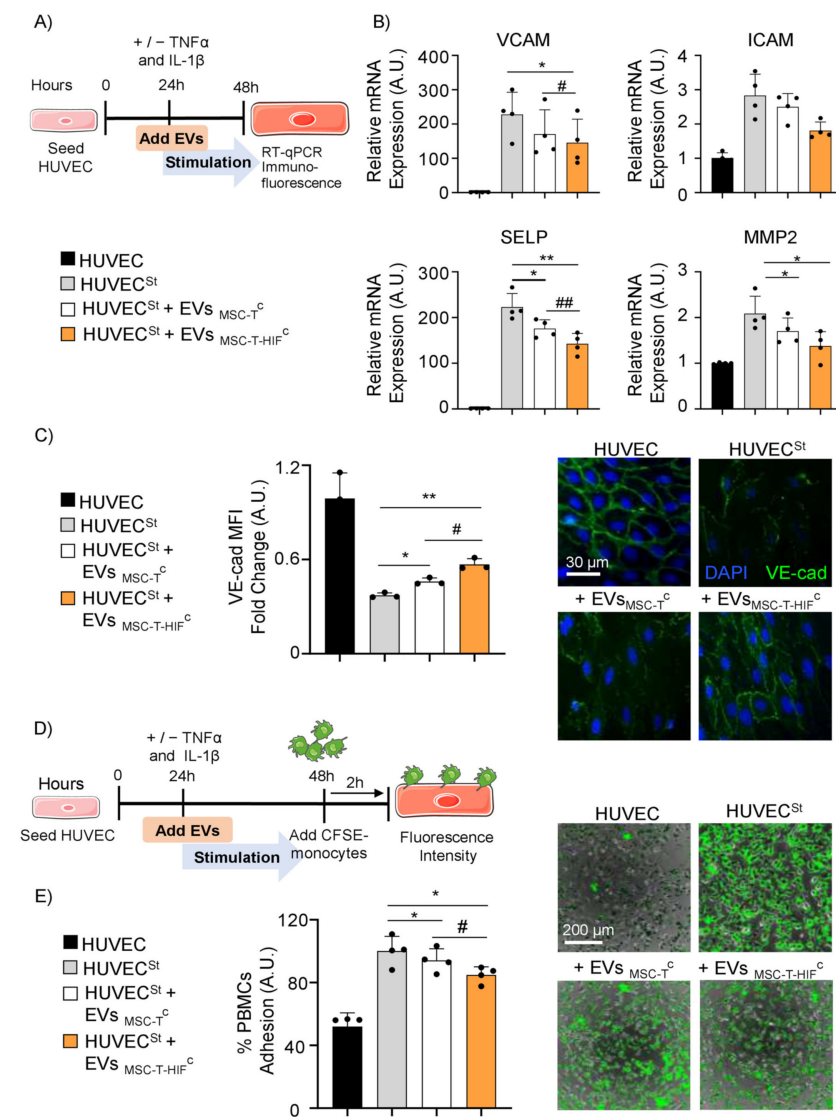 A)
+ / – TNFα
and IL-1β
Hours
0
24h
48h
Add EVs
Stimulation
Seed
HUVEC
RT-qPCR
Immuno-
fluorescence
HUVEC
HUVECSt
HUVECSt + EVs MSC-TC
HUVECSt + EVs MSC-T-HIFC
B)
VCAM
Relative mRNA
Expression (A.U.)
400
300
200
100
0
*
#
ICAM
Relative mRNA
Expression (A.U.)
4
3
2
1
0
SELP
Relative mRNA
Expression (A.U.)
300
200
100
0
**
*
##
MMP2
Relative mRNA
Expression (A.U.)
3
2
1
0
*
*
C)
HUVEC
HUVECSt
HUVECSt +
EVs MSC-TC
HUVECSt +
EVs MSC-T-HIFC
VE-cad MFI
Fold Change (A.U.)
1.2
0.6
0
**
*
#
HUVEC
HUVECSt
30 µm
DAPI
VE-cad
+ EVsMSC-TC
+ EVsMSC-T-HIFC
D)
+ / – TNFα
and IL-1β
Hours
0
24h
48h
2h
Seed HUVEC
Add EVs
Stimulation
Add CFSE-
monocytes
Fluorescence
Intensity
E)
HUVEC
HUVECSt
HUVECSt +
EVs MSC-TC
HUVECSt +
EVs MSC-T-HIFC
% PBMCs
Adhesion (A.U.)
120
80
40
0
*
*
#
HUVEC
HUVECSt
200 µm
+ EVs MSC-TC
+ EVs MSC-T-HIFC